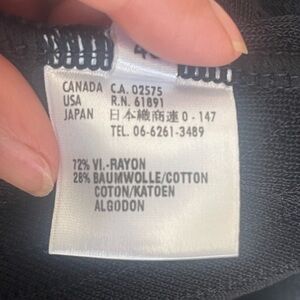 CANADA C.A. 02575
USA R.N. 61891
JAPAN 日本織商連 0 - 147
TEL. 06-6261-3489
72% VI.-RAYON
28% BAUMWOLLE/COTTON
COTON/KATOEN
ALGODON